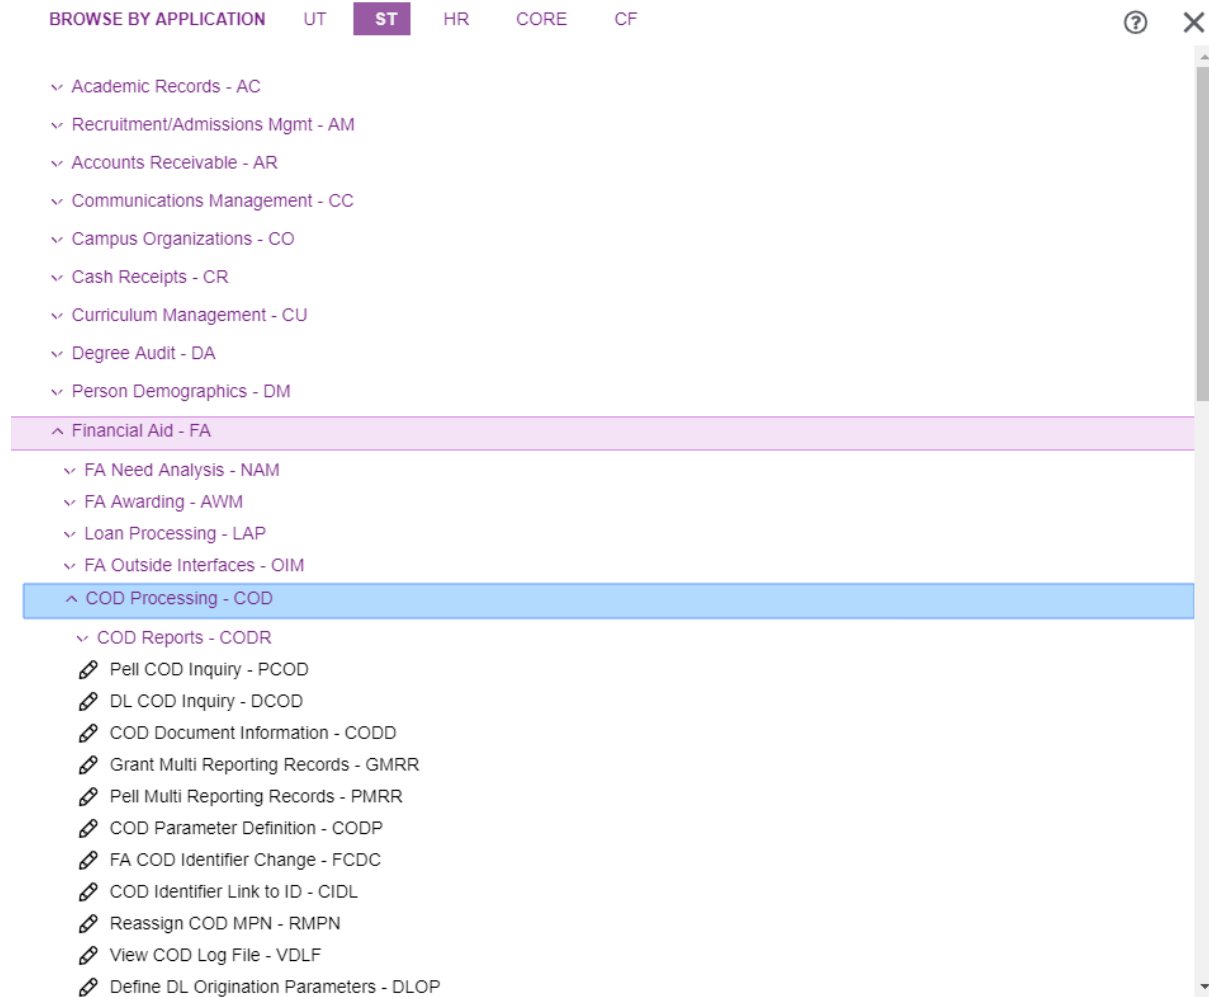 BROWSE BY APPLICATION UT ST HR CORE CF
Academic Records - AC
Recruitment/Admissions Mgmt - AM
Accounts Receivable - AR
Communications Management - CC
Campus Organizations - CO
Cash Receipts - CR
Curriculum Management - CU
Degree Audit - DA
Person Demographics - DM
Financial Aid - FA
FA Need Analysis - NAM
FA Awarding - AWM
Loan Processing - LAP
FA Outside Interfaces - OIM
COD Processing - COD
COD Reports - CODR
Pell COD Inquiry - PCOD
DL COD Inquiry - DCOD
COD Document Information - CODD
Grant Multi Reporting Records - GMRR
Pell Multi Reporting Records - PMRR
COD Parameter Definition - CODP
FA COD Identifier Change - FCDC
COD Identifier Link to ID - CIDL
Reassign COD MPN - RMPN
View COD Log File - VDLF
Define DL Origination Parameters - DLOP